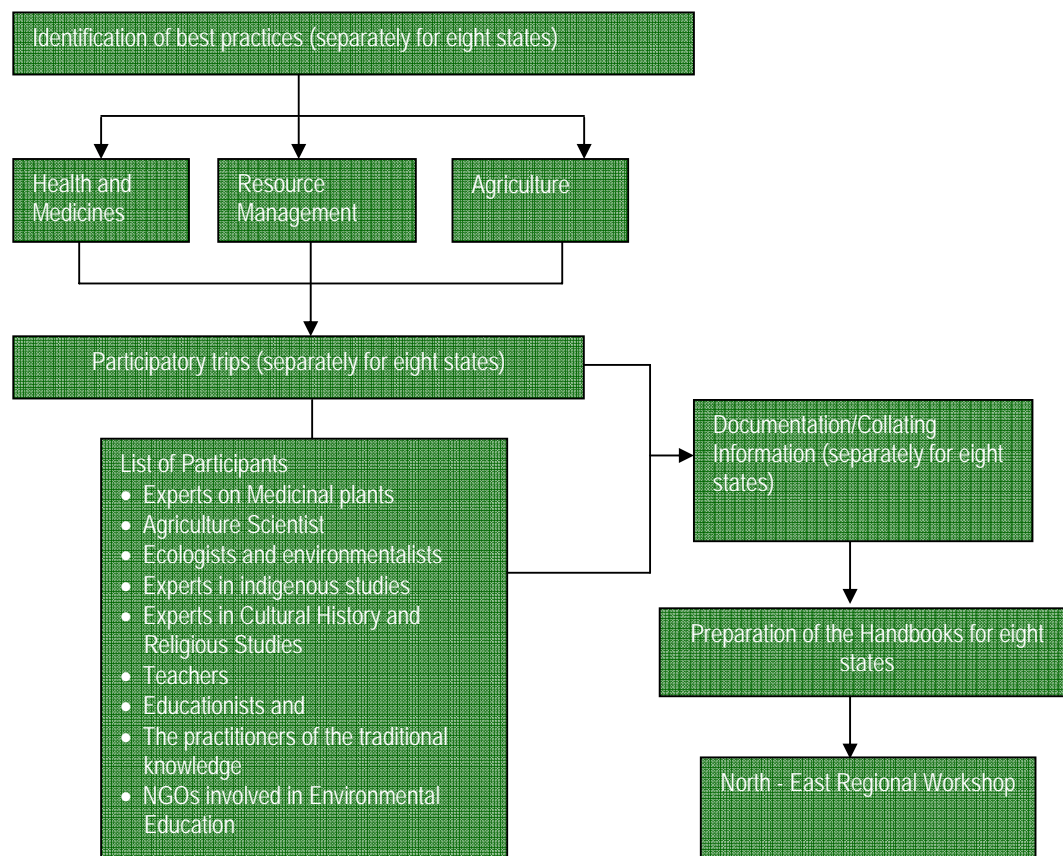 Identification of best practices (separately for eight states)
Health and
Medicines
Resource
Management
Agriculture
Participatory trips (separately for eight states)
List of Participants
• Experts on Medicinal plants
• Agriculture Scientist
• Ecologists and environmentalists
• Experts in indigenous studies
• Experts in Cultural History and
Religious Studies
• Teachers
• Educationists and
• The practitioners of the traditional
knowledge
• NGOs involved in Environmental
Education
Documentation/Collating
Information (separately for eight
states)
Preparation of the Handbooks for eight
states
North - East Regional Workshop